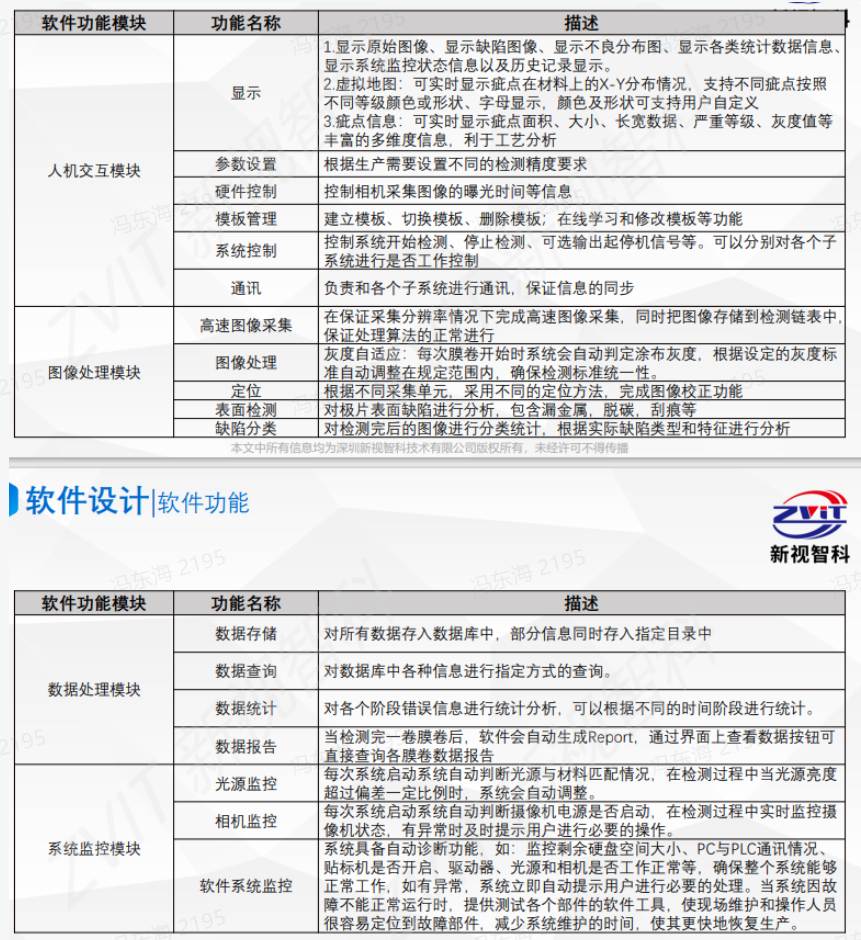 软件功能模块 功能名称 描述
人机交互模块
显示
1.显示原始图像、显示缺陷图像、显示不良分布图、显示各类统计数据信息、
显示系统监控状态信息以及历史记录显示。
2.虚拟地图：可实时显示疵点在材料上的X-Y分布情况，支持不同疵点按照
不同等级颜色或形状、字母显示，颜色及形状可支持用户自定义
3.疵点信息：可实时显示疵点面积、大小、长宽数据、严重等级、灰度值等
丰富的多维度信息，利于工艺分析
参数设置 根据生产需要设置不同的检测精度要求
硬件控制 控制相机采集图像的曝光时间等信息
模板管理 建立模板、切换模板、删除模板；在线学习和修改模板等功能
系统控制
控制系统开始检测、停止检测、可选输出起停机信号等。可以分别对各个子
系统进行是否工作控制
通讯 负责和各个子系统进行通讯，保证信息的同步
图像处理模块
高速图像采集
在保证采集分辨率情况下完成高速图像采集，同时把图像存储到检测链表中，
保证处理算法的正常进行
图像处理
灰度自适应：每次膜卷开始时系统会自动判定涂布灰度，根据设定的灰度标
准自动调整在规定范围内，确保检测标准统一性。
定位 根据不同采集单元，采用不同的定位方法，完成图像校正功能
表面检测 对极片表面缺陷进行分析，包含漏金属，脱碳，刮痕等
缺陷分类 对检测完后的图像进行分类统计，根据实际缺陷类型和特征进行分析
本文中所有信息均为深圳新视智科技术有限公司版权所有，未经许可不得传播
软件设计|软件功能
ZViT
新视智科
软件功能模块 功能名称 描述
数据处理模块
数据存储 对所有数据存入数据库中，部分信息同时存入指定目录中
数据查询 对数据库中各种信息进行指定方式的查询。
数据统计 对各个阶段错误信息进行统计分析，可以根据不同的时间阶段进行统计。
数据报告
当检测完一卷膜卷后，软件会自动生成Report，通过界面上查看数据按钮可
直接查询各膜卷数据报告
系统监控模块
光源监控
每次系统启动系统自动判断光源与材料匹配情况，在检测过程中当光源亮度
超过偏差一定比例时，系统会自动调整。
相机监控
每次系统启动系统自动判断摄像机电源是否启动，在检测过程中实时监控摄
像机状态，有异常时及时提示用户进行必要的操作。
软件系统监控
系统具备自动诊断功能，如：监控剩余硬盘空间大小、PC与PLC通讯情况、
贴标机是否开启、驱动器、光源和相机是否工作正常等，确保整个系统能够
正常工作，如有异常，系统立即自动提示用户进行必要的处理。当系统因故
障不能正常运行时，提供测试各个部件的软件工具，使现场维护和操作人员
很容易定位到故障部件，减少系统维护的时间，使其更快地恢复生产。
冯东海 2195
ZViT 新视智科